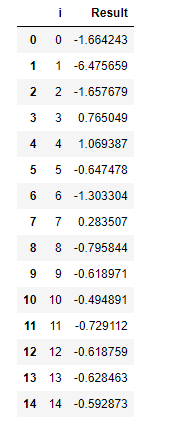 i Result
0 0 -1.664243
1 1 -6.475659
2 2 -1.657679
3 3 0.765049
4 4 1.069387
5 5 -0.647478
6 6 -1.303304
7 7 0.283507
8 8 -0.795844
9 9 -0.618971
10 10 -0.494891
11 11 -0.729112
12 12 -0.618759
13 13 -0.628463
14 14 -0.592873